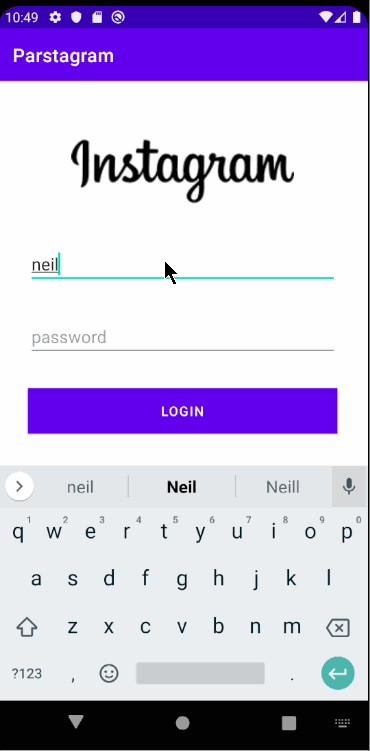 10:49
Parstagram
Instagram
neil
password
LOGIN
neil Neil Neill
q1 w2 e3 r4 t5 y6 u7 i8 o9 p0
a s d f g h j k l
z x c v b n m
?123 , .